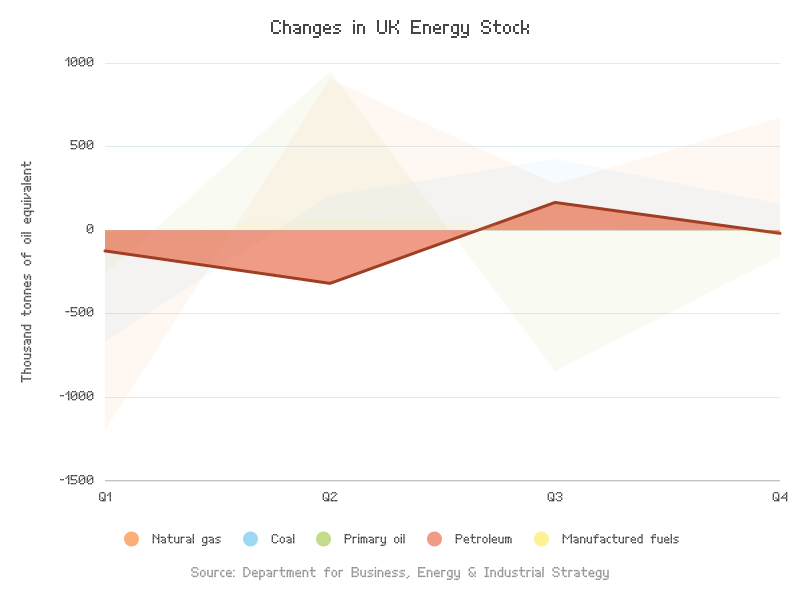 Changes in UK Energy Stock
Thousand tonnes of oil equivalent
1000
500
0
-500
-1000
-1500
Q1 Q2 Q3 Q4
Natural gas Coal Primary oil Petroleum Manufactured fuels
Source: Department for Business, Energy & Industrial Strategy